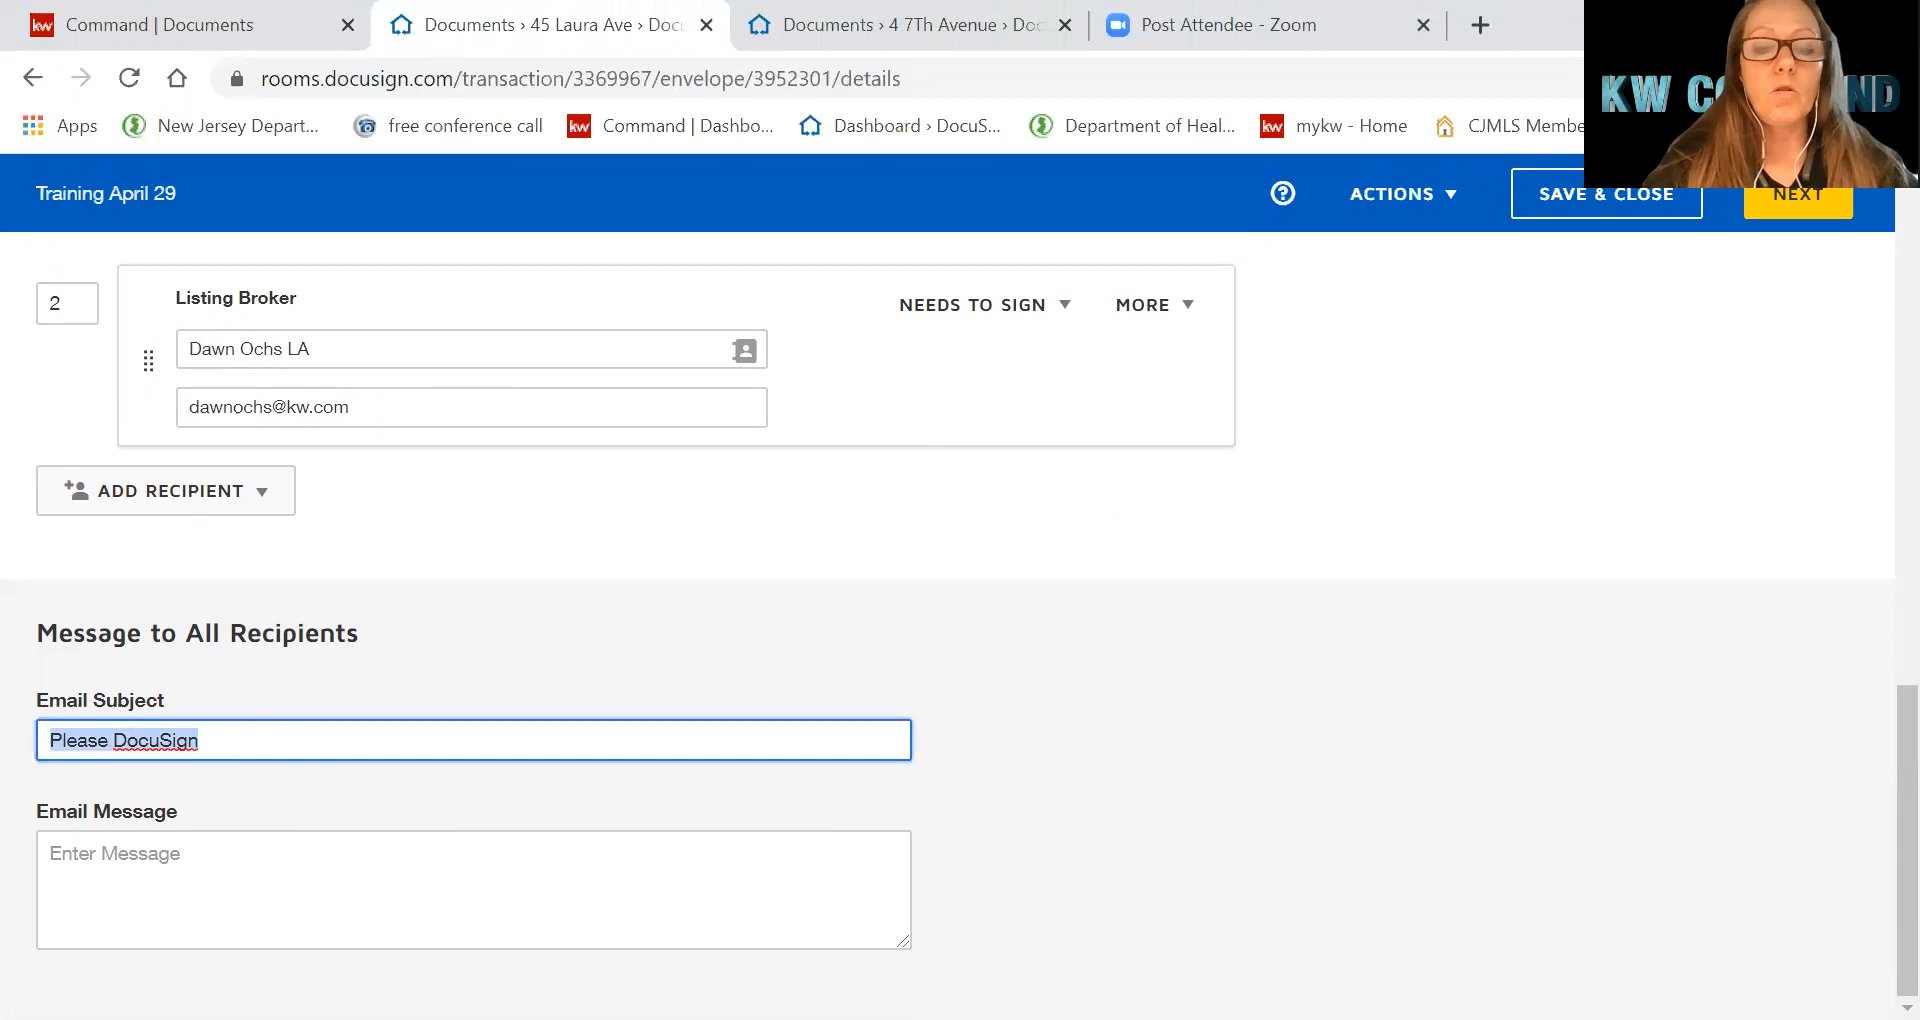 kw Command | Documents
Documents › 45 Laura Ave › Docu
Documents › 4 7Th Avenue › Doc
Post Attendee - Zoom
rooms.docusign.com/transaction/3369967/envelope/3952301/details
Apps
New Jersey Depart...
free conference call
kw Command | Dashbo...
Dashboard › DocuS...
Department of Heal...
kw mykw - Home
CJMLS Membe
KW CO ND
Training April 29
?
ACTIONS
SAVE & CLOSE
NEXT
2
Listing Broker
NEEDS TO SIGN
MORE
Dawn Ochs LA
dawnochs@kw.com
ADD RECIPIENT
Message to All Recipients
Email Subject
Please DocuSign
Email Message
Enter Message